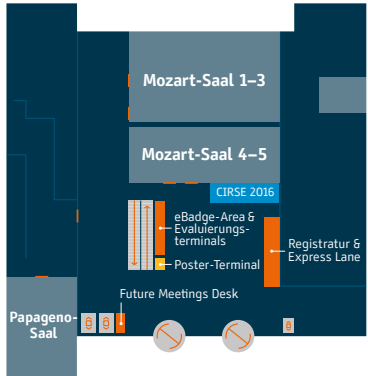 Mozart-Saal 1–3
Mozart-Saal 4–5
CIRSE 2016
eBadge-Area &
Evaluierungs-
terminals
Poster-Terminal
Registratur &
Express Lane
Future Meetings Desk
Papageno-
Saal